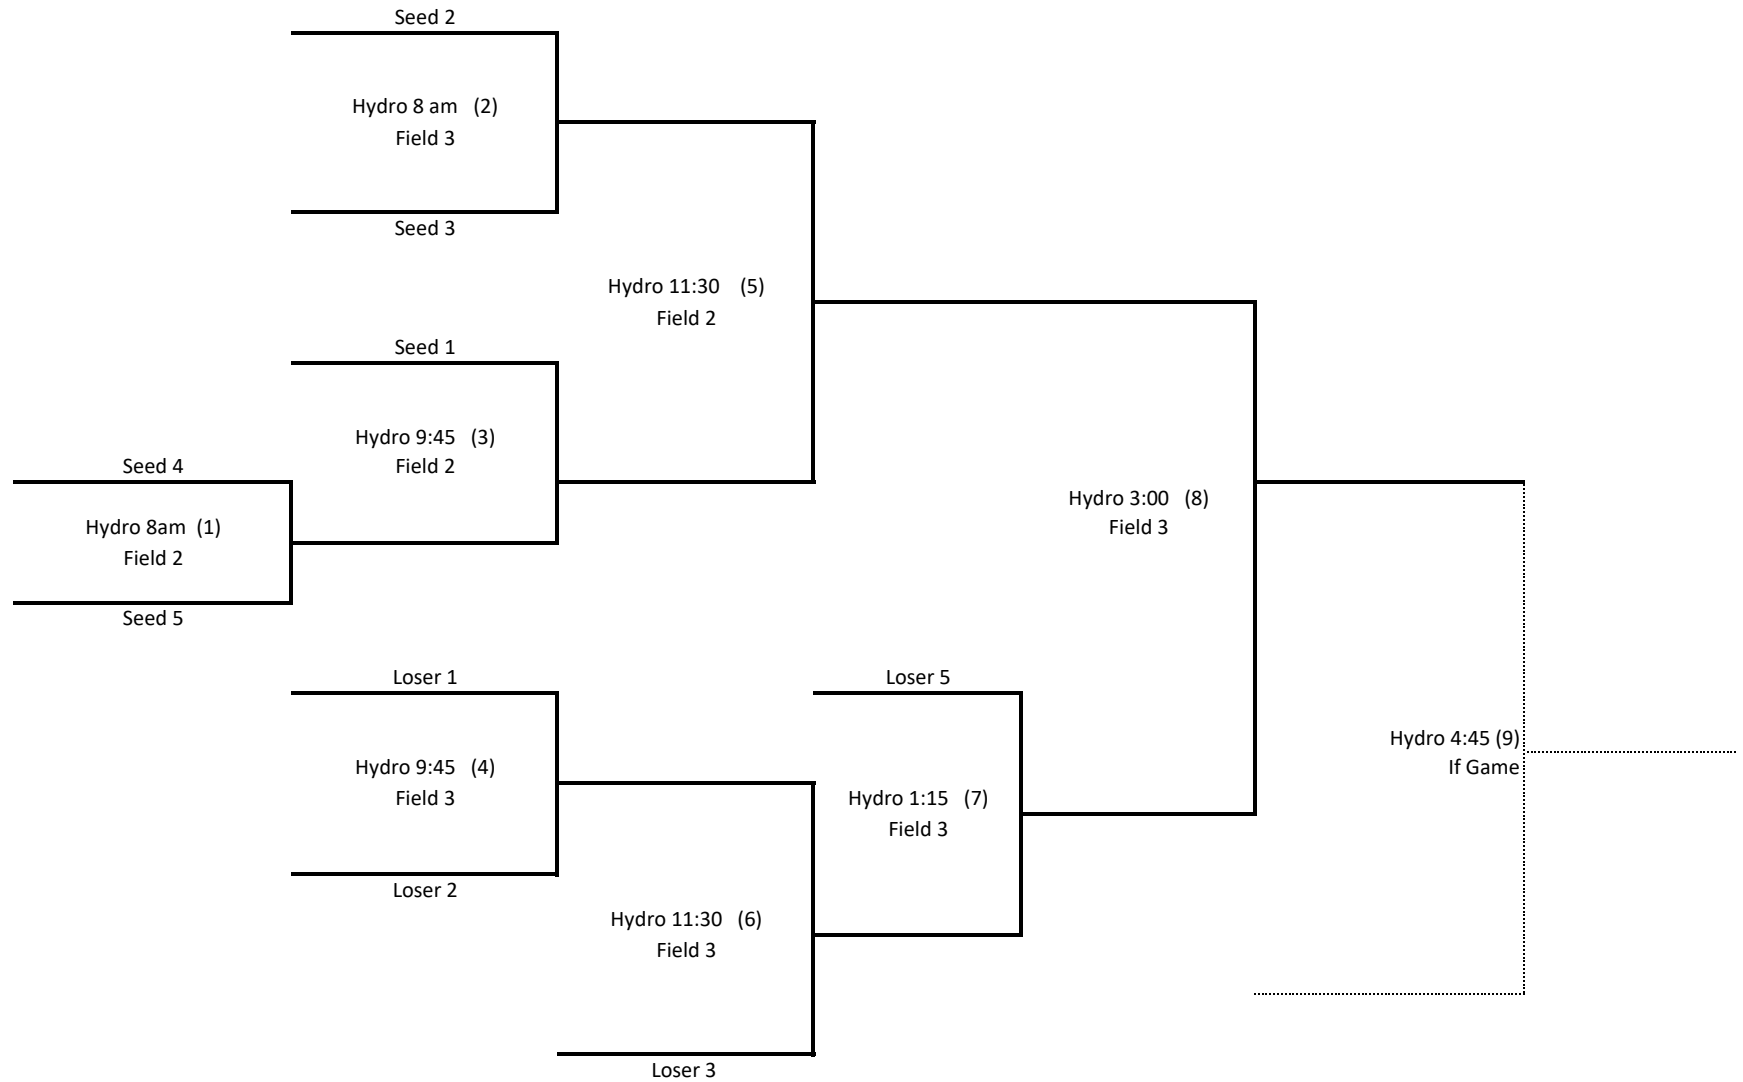 Seed 2
Hydro 8 am (2)
Field 3
Seed 3
Hydro 11:30 (5)
Field 2
Seed 1
Hydro 9:45 (3)
Field 2
Seed 4
Hydro 8am (1)
Field 2
Seed 5
Hydro 3:00 (8)
Field 3
Loser 1
Hydro 9:45 (4)
Field 3
Loser 2
Loser 5
Hydro 1:15 (7)
Field 3
Hydro 4:45 (9)
If Game
Hydro 11:30 (6)
Field 3
Loser 3